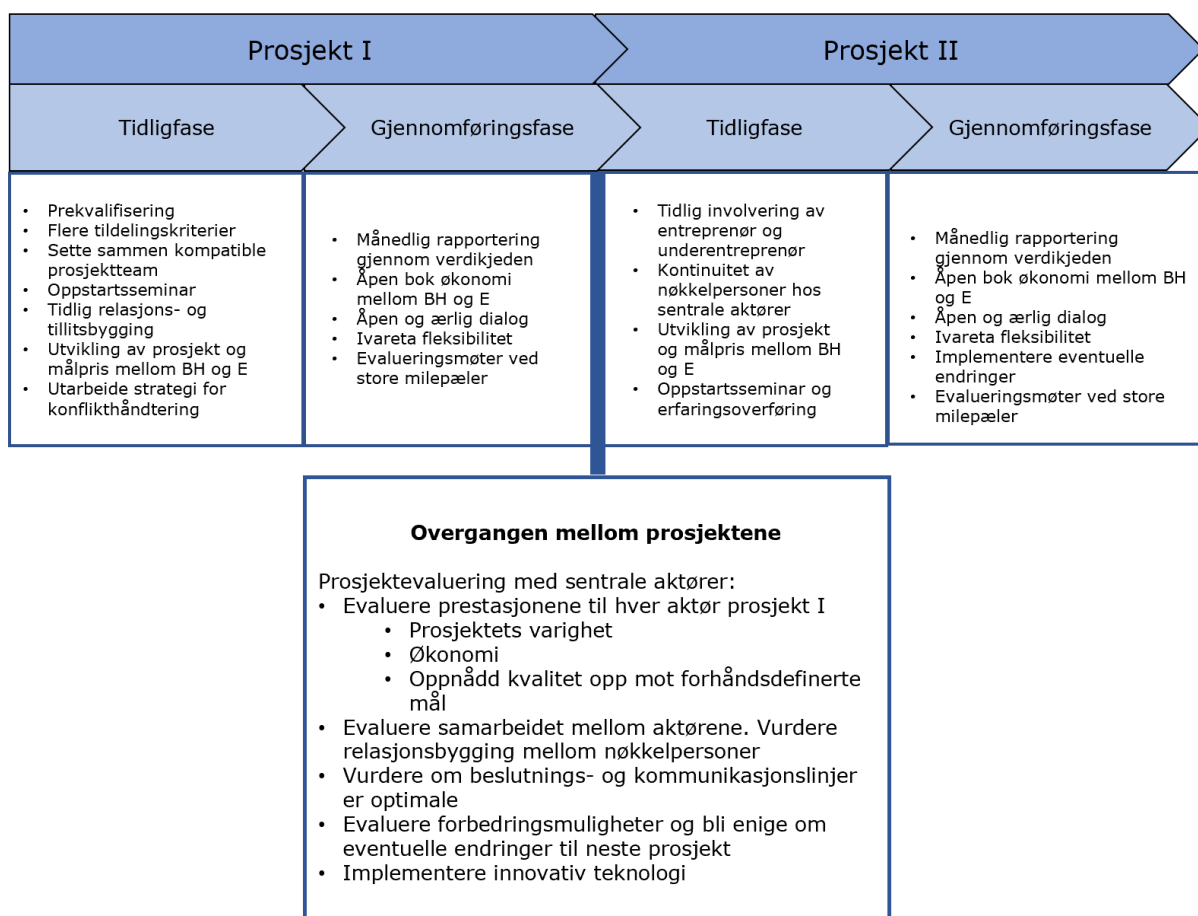 Prosjekt I
Prosjekt II
Tidligfase
Gjennomføringsfase
Tidligfase
Gjennomføringsfase
• Prekvalifisering
• Flere tildelingskriterier
• Sette sammen kompatible
prosjektteam
• Oppstartsseminar
• Tidlig relasjons- og
tillitsbygging
• Utvikling av prosjekt og
målpris mellom BH og E
• Utarbeide strategi for
konflikthåndtering
• Månedlig rapportering
gjennom verdikjeden
• Åpen bok økonomi
mellom BH og E
• Åpen og ærlig dialog
• Ivareta fleksibilitet
• Evalueringsmøter ved
store milepæler
• Tidlig involvering av
entreprenør og
underentreprenør
• Kontinuitet av
nøkkelpersoner hos
sentrale aktører
• Utvikling av prosjekt
og målpris mellom BH
og E
• Oppstartsseminar og
erfaringsoverføring
• Månedlig rapportering
gjennom verdikjeden
• Åpen bok økonomi mellom BH
og E
• Åpen og ærlig dialog
• Ivareta fleksibilitet
• Implementere eventuelle
endringer
• Evalueringsmøter ved store
milepæler
Overgangen mellom prosjektene
Prosjektevaluering med sentrale aktører:
• Evaluere prestasjonene til hver aktør prosjekt I
• Prosjektets varighet
• Økonomi
• Oppnådd kvalitet opp mot forhåndsdefinerte
mål
• Evaluere samarbeidet mellom aktørene. Vurdere
relasjonsbygging mellom nøkkelpersoner
• Vurdere om beslutnings- og kommunikasjonslinjer
er optimale
• Evaluere forbedringsmuligheter og bli enige om
eventuelle endringer til neste prosjekt
• Implementere innovativ teknologi